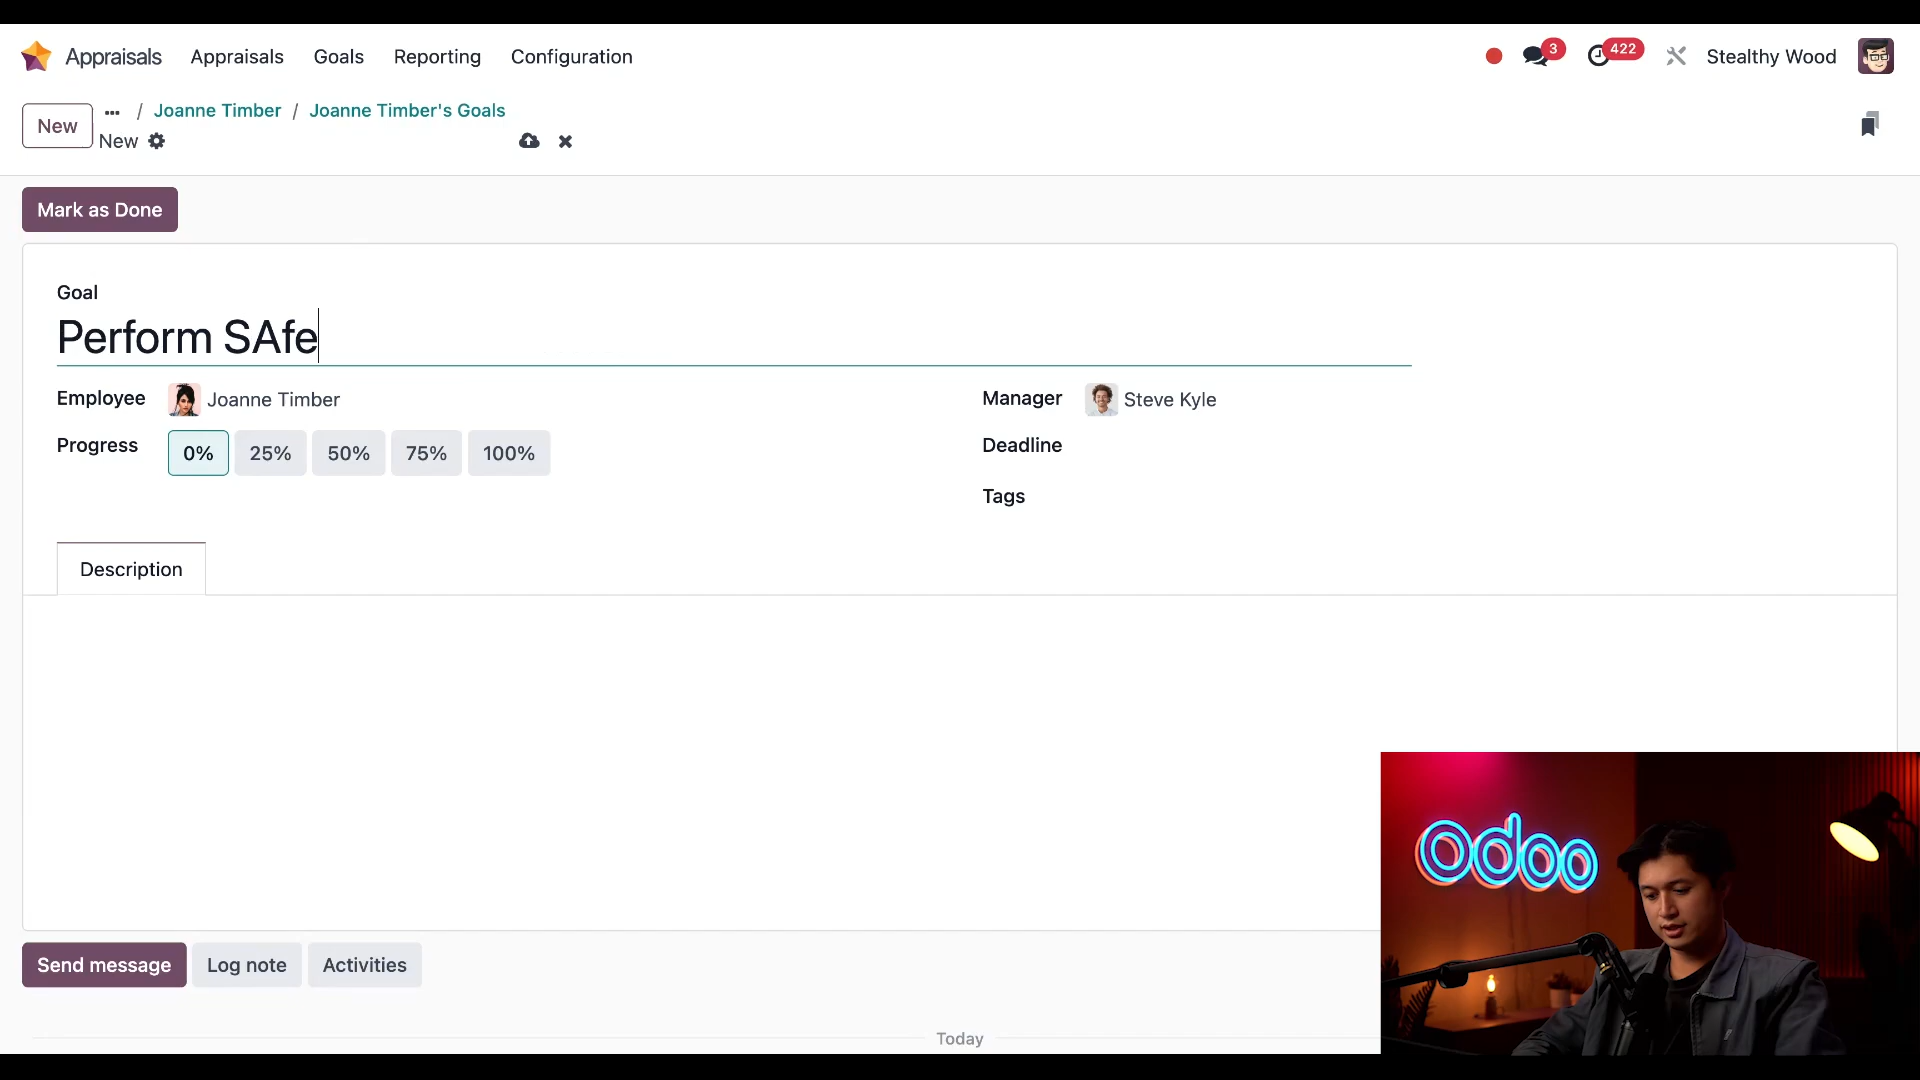 Appraisals Appraisals Goals Reporting Configuration 3 422 Stealthy Wood
New ... / Joanne Timber / Joanne Timber's Goals
New
Mark as Done
Goal
Perform SAfe
Employee Joanne Timber Manager Steve Kyle
Progress 0% 25% 50% 75% 100% Deadline
Tags
Description
odoo
Send message Log note Activities
Today